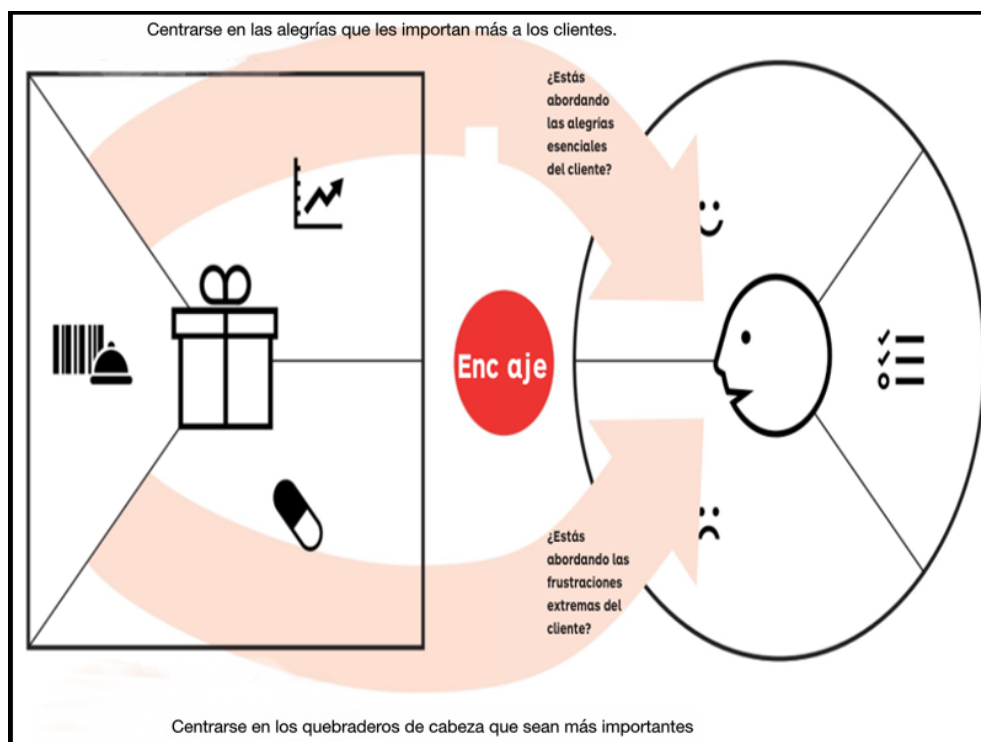 Centrarse en las alegrías que les importan más a los clientes.
¿Estás
abordando
las alegrías
esenciales
del cliente?
Enc aje
¿Estás
abordando las
frustraciones
extremas del
cliente?
Centrarse en los quebraderos de cabeza que sean más importantes